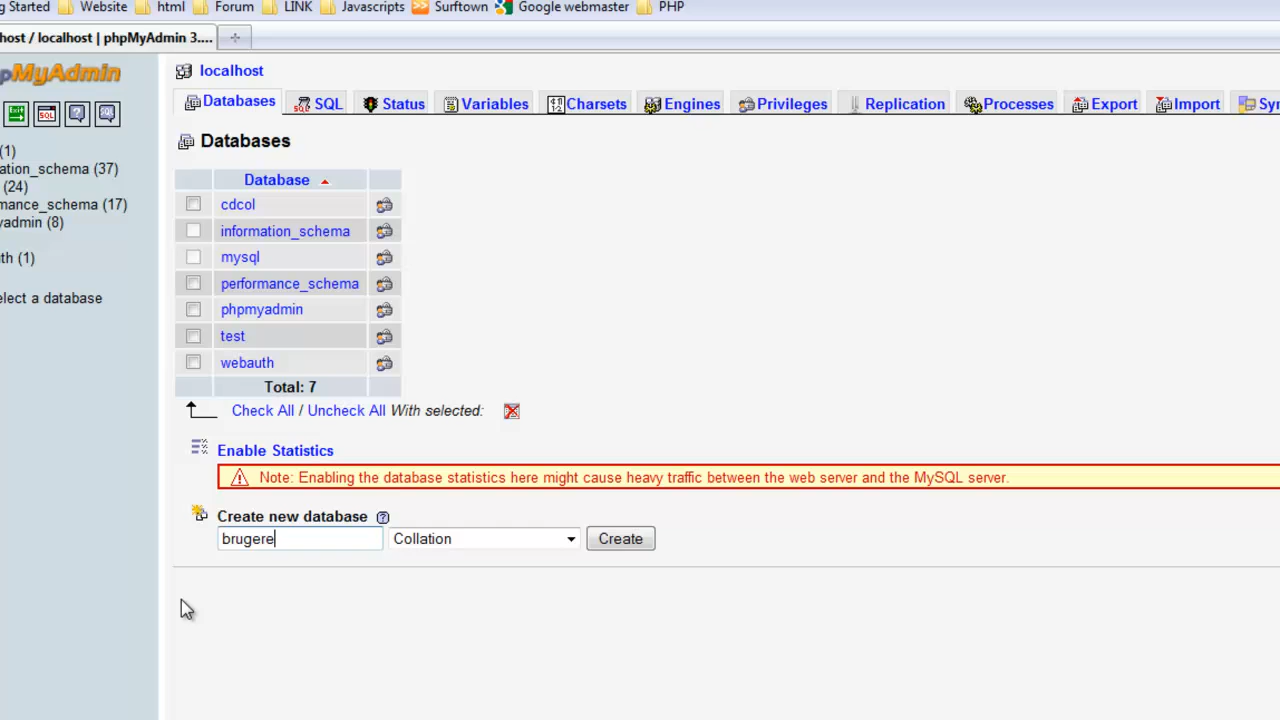 g Started Website html Forum LINK Javascripts Surftown Google webmaster PHP
host / localhost | phpMyAdmin 3....
pMyAdmin
localhost
Databases SQL Status Variables Charsets Engines Privileges Replication Processes Export Import Syn
SQL
Databases
(1)
ation_schema (37)
(24)
mance_schema (17)
yadmin (8)
th (1)
elect a database
Database
cdcol
information_schema
mysql
performance_schema
phpmyadmin
test
webauth
Total: 7
Check All / Uncheck All With selected:
Enable Statistics
Note: Enabling the database statistics here might cause heavy traffic between the web server and the MySQL server.
Create new database
brugere Collation Create